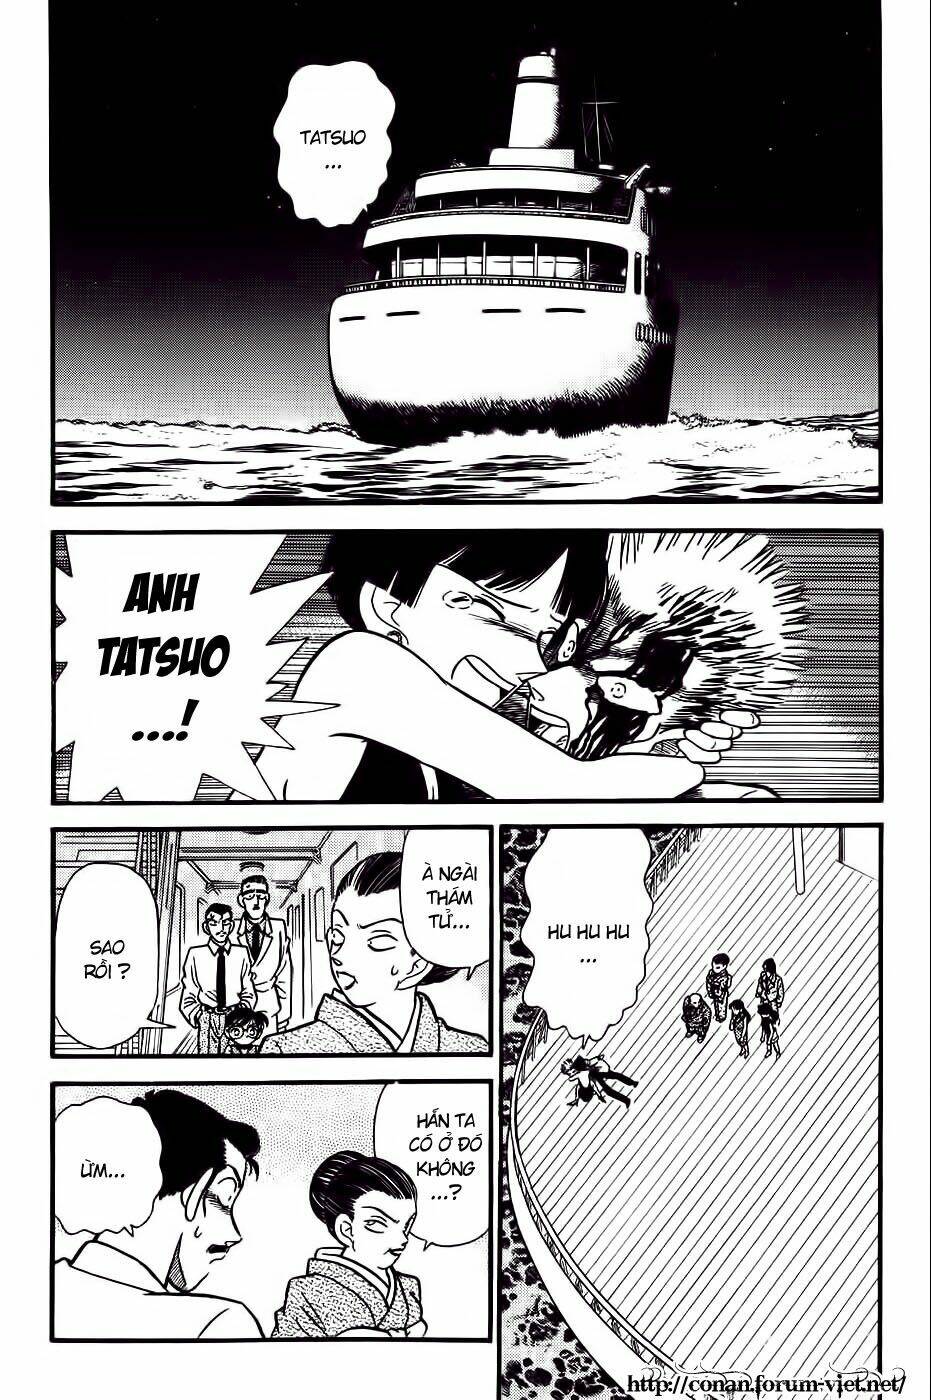 TATSUO
...
ANH
TATSUO
....!
HU HU HU
...
À NGÀI
THÁM
TỬ...
SAO
RỒI ?
HẮN TA
CÓ Ở ĐÓ
KHÔNG
...?
ỪM...
http://conan.forum-viet.net/